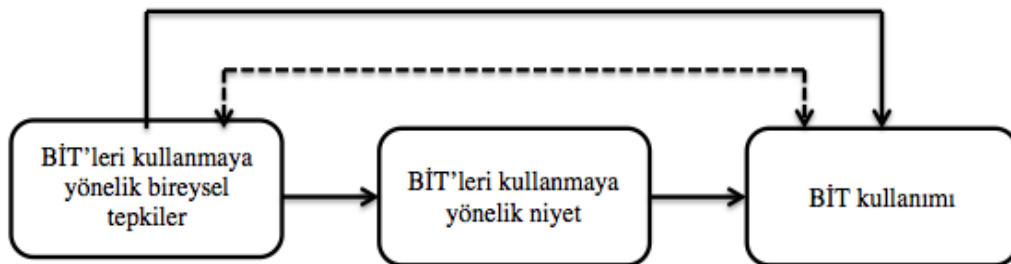 BİT’leri kullanmaya
yönelik bireysel
tepkiler
BİT’leri kullanmaya
yönelik niyet
BİT kullanımı